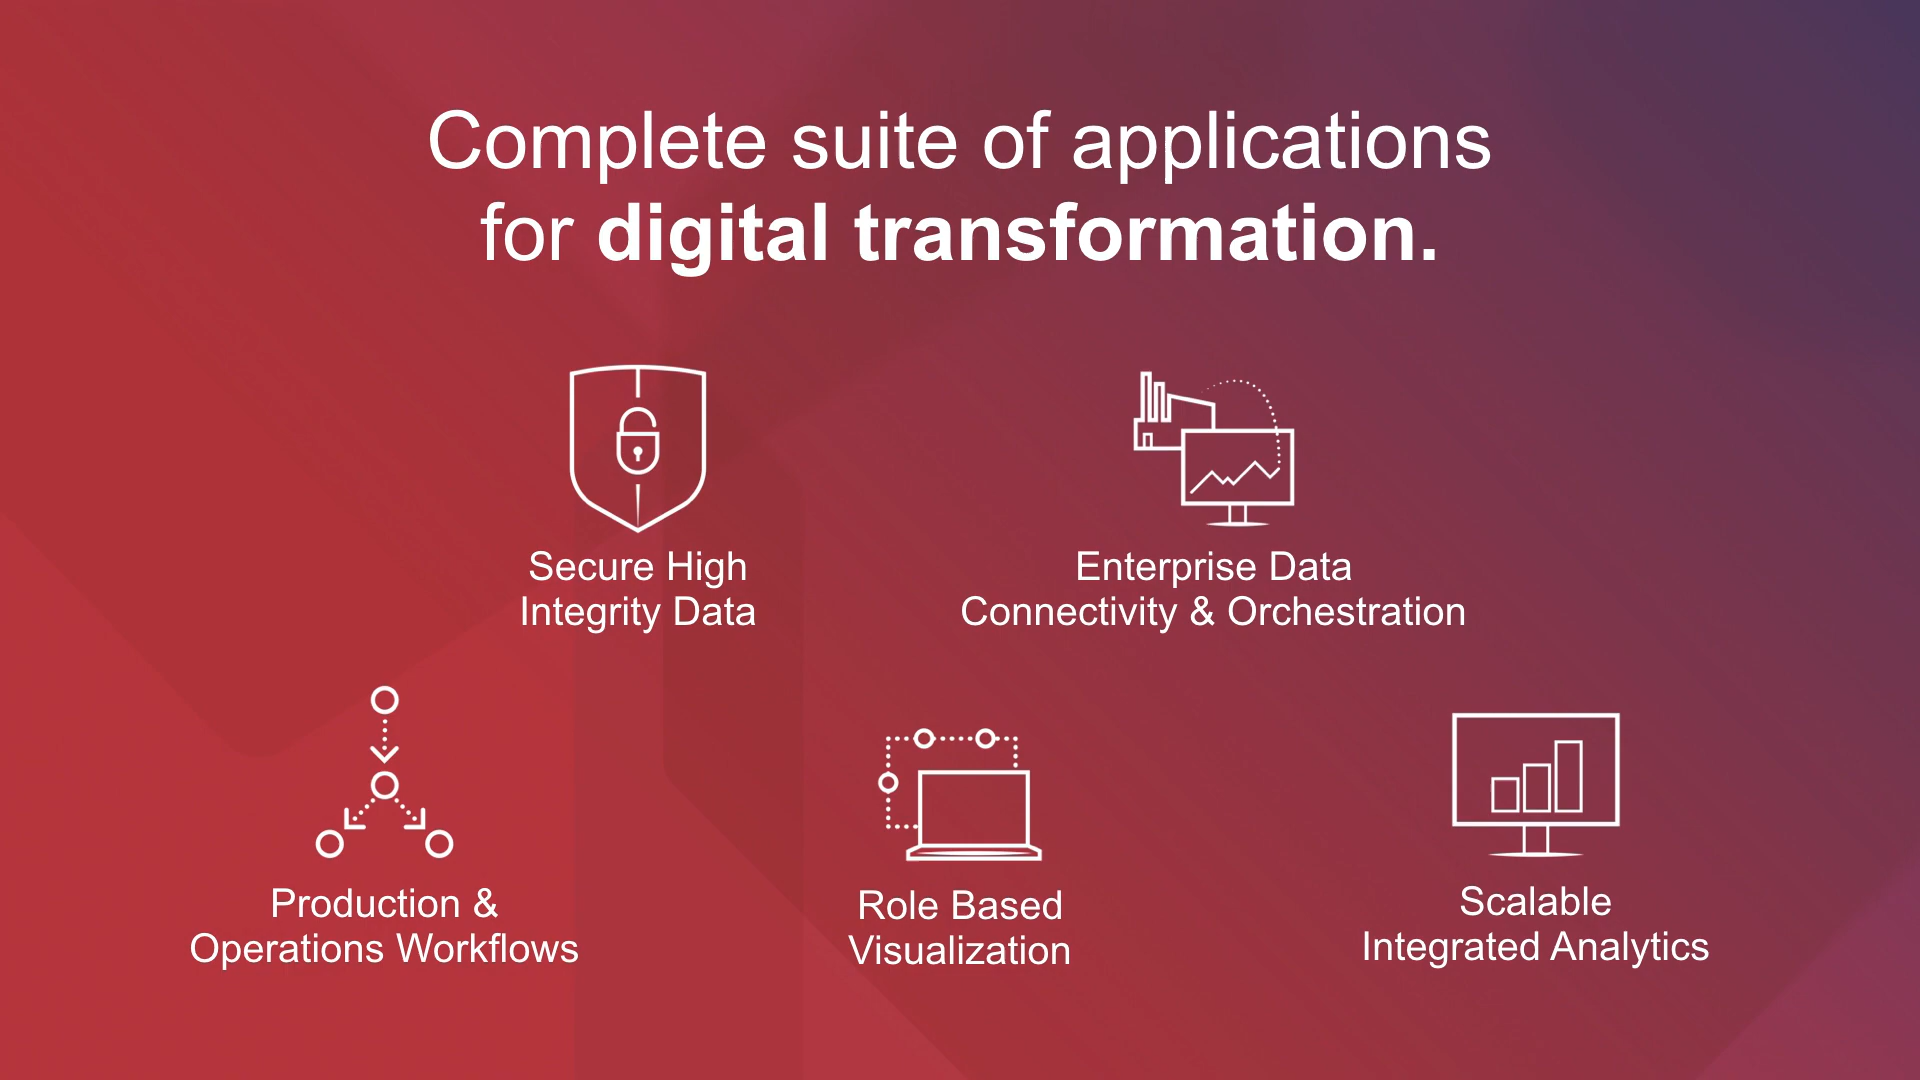 Complete suite of applications
for digital transformation.
Secure High
Integrity Data
Enterprise Data
Connectivity & Orchestration
Production &
Operations Workflows
Role Based
Visualization
Scalable
Integrated Analytics